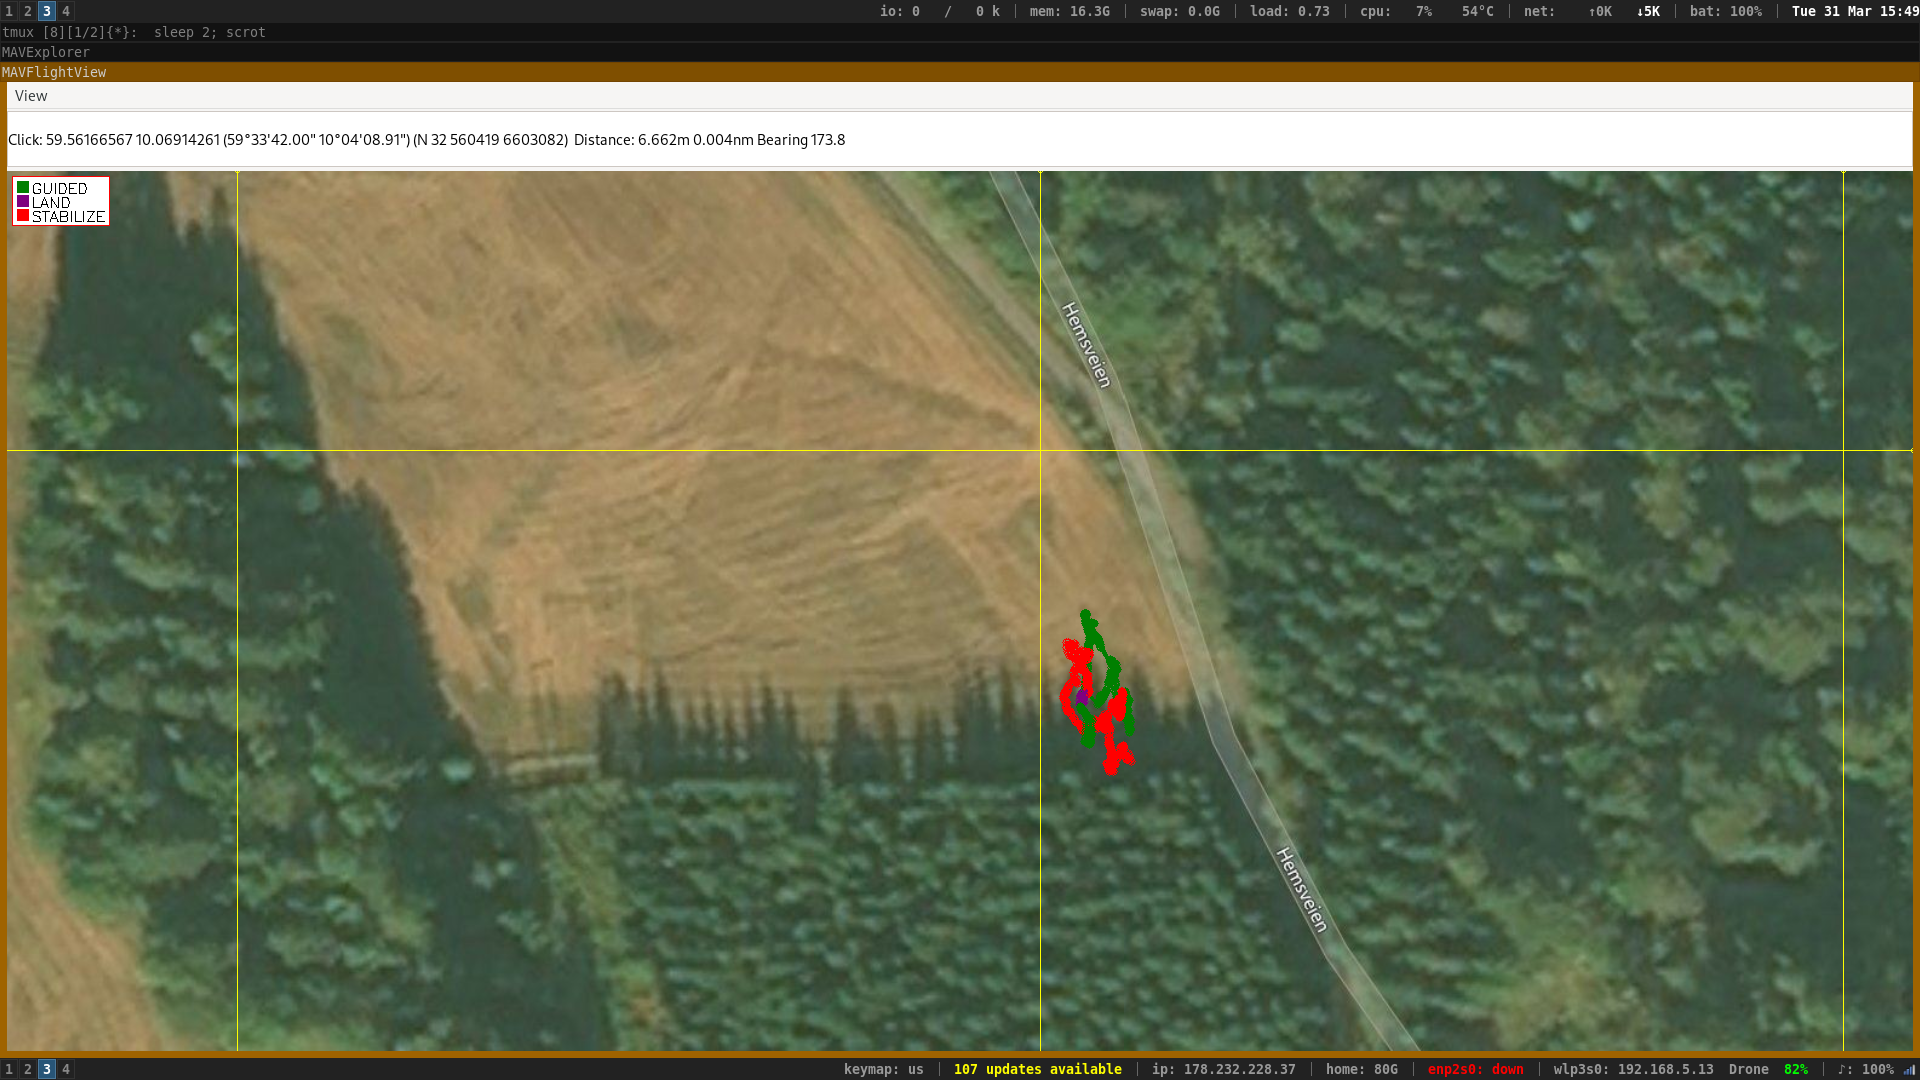 1 2 3 4 io: 0 / 0 k | mem: 16.3G | swap: 0.0G | load: 0.73 | cpu: 7% 54°C | net: ↑0K ↓5K | bat: 100% | Tue 31 Mar 15:49
tmux [8][1/2]{*}: sleep 2; scrot
MAVExplorer
MAVFlightView
View
Click: 59.56166567 10.06914261 (59°33'42.00" 10°04'08.91") (N 32 560419 6603082) Distance: 6.662m 0.004nm Bearing 173.8
GUIDED
LAND
STABILIZE
Hemsveien
Hemsveien
1 2 3 4 keymap: us | 107 updates available | ip: 178.232.228.37 | home: 80G | enp2s0: down | wlp3s0: 192.168.5.13 Drone 82% | ♪: 100%